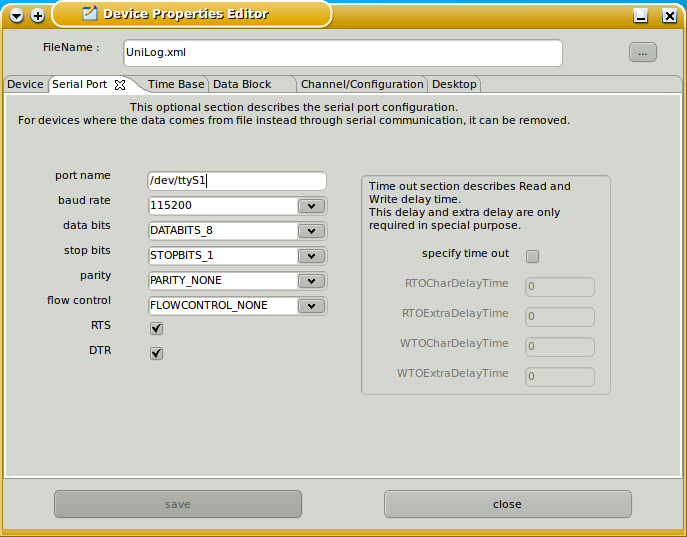 Device Properties Editor
FileName :
UniLog.xml
...
Device
Serial Port
Time Base
Data Block
Channel/Configuration
Desktop
This optional section describes the serial port configuration.
For devices where the data comes from file instead through serial communication, it can be removed.
port name
/dev/ttyS1
baud rate
115200
data bits
DATABITS_8
stop bits
STOPBITS_1
parity
PARITY_NONE
flow control
FLOWCONTROL_NONE
RTS
DTR
Time out section describes Read and
Write delay time.
This delay and extra delay are only
required in special purpose.
specify time out
RTOCharDelayTime
0
RTOExtraDelayTime
0
WTOCharDelayTime
0
WTOExtraDelayTime
0
save
close